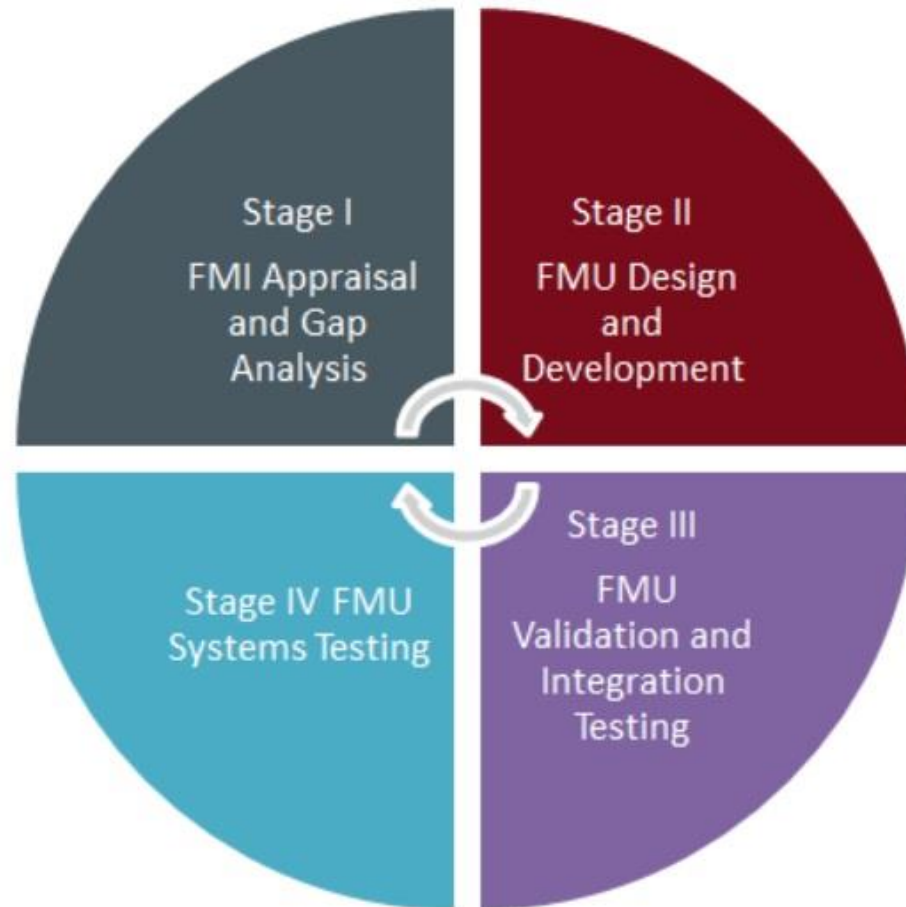 Stage I
FMI Appraisal
and Gap
Analysis
Stage II
FMU Design
and
Development
Stage III
FMU
Validation and
Integration
Testing
Stage IV FMU
Systems Testing